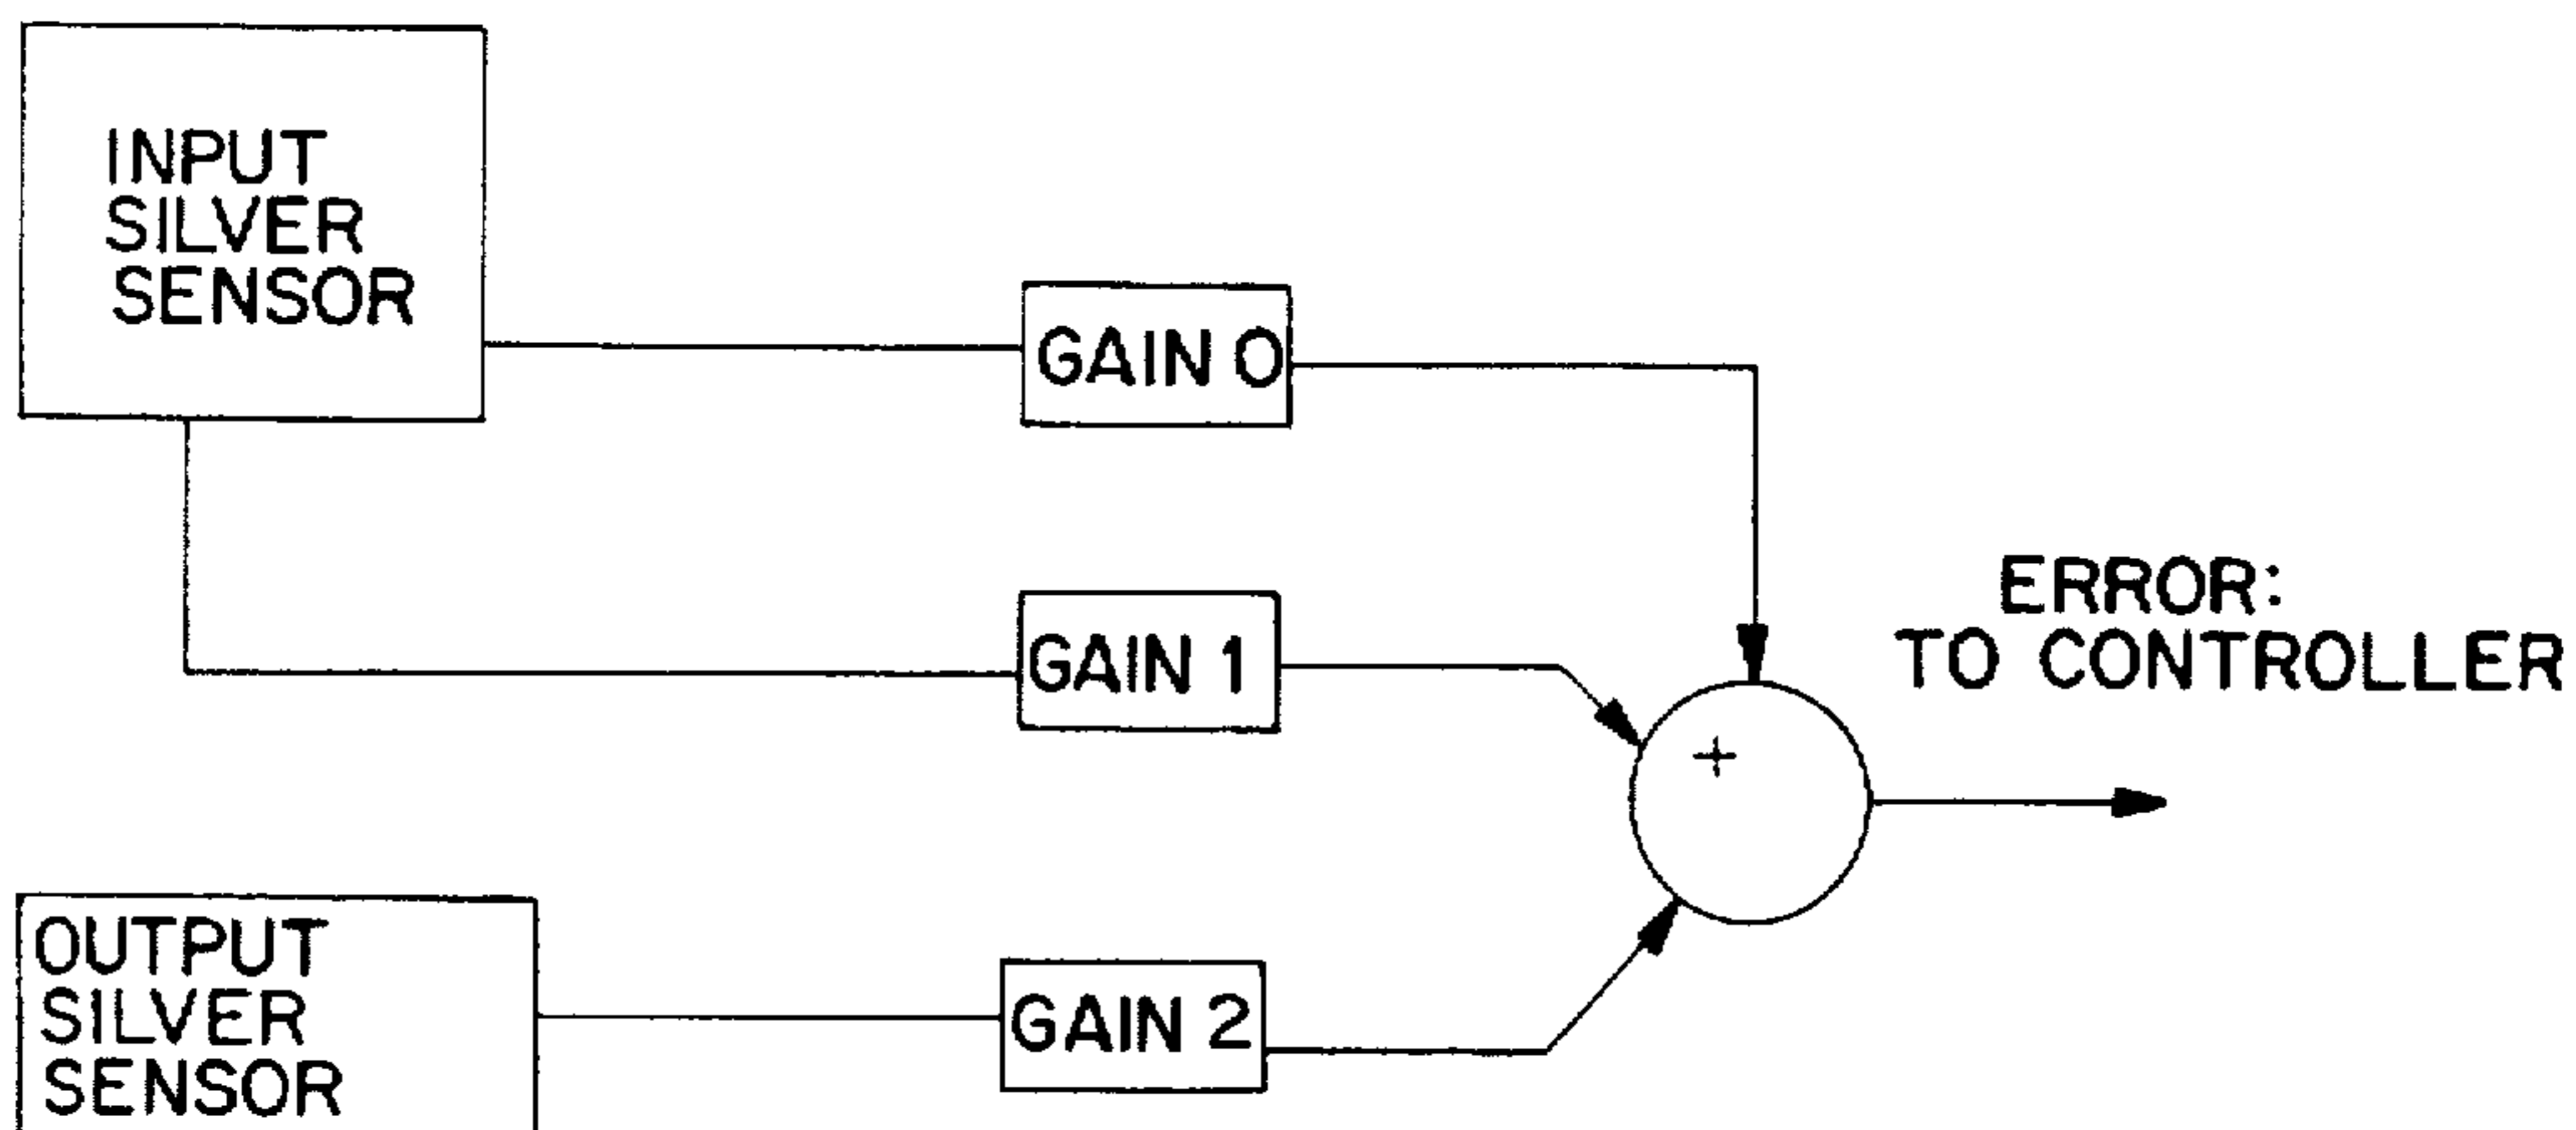 INPUT
SILVER
SENSOR
GAIN 0
GAIN 1
ERROR:
TO CONTROLLER
+
OUTPUT
SILVER
SENSOR
GAIN 2